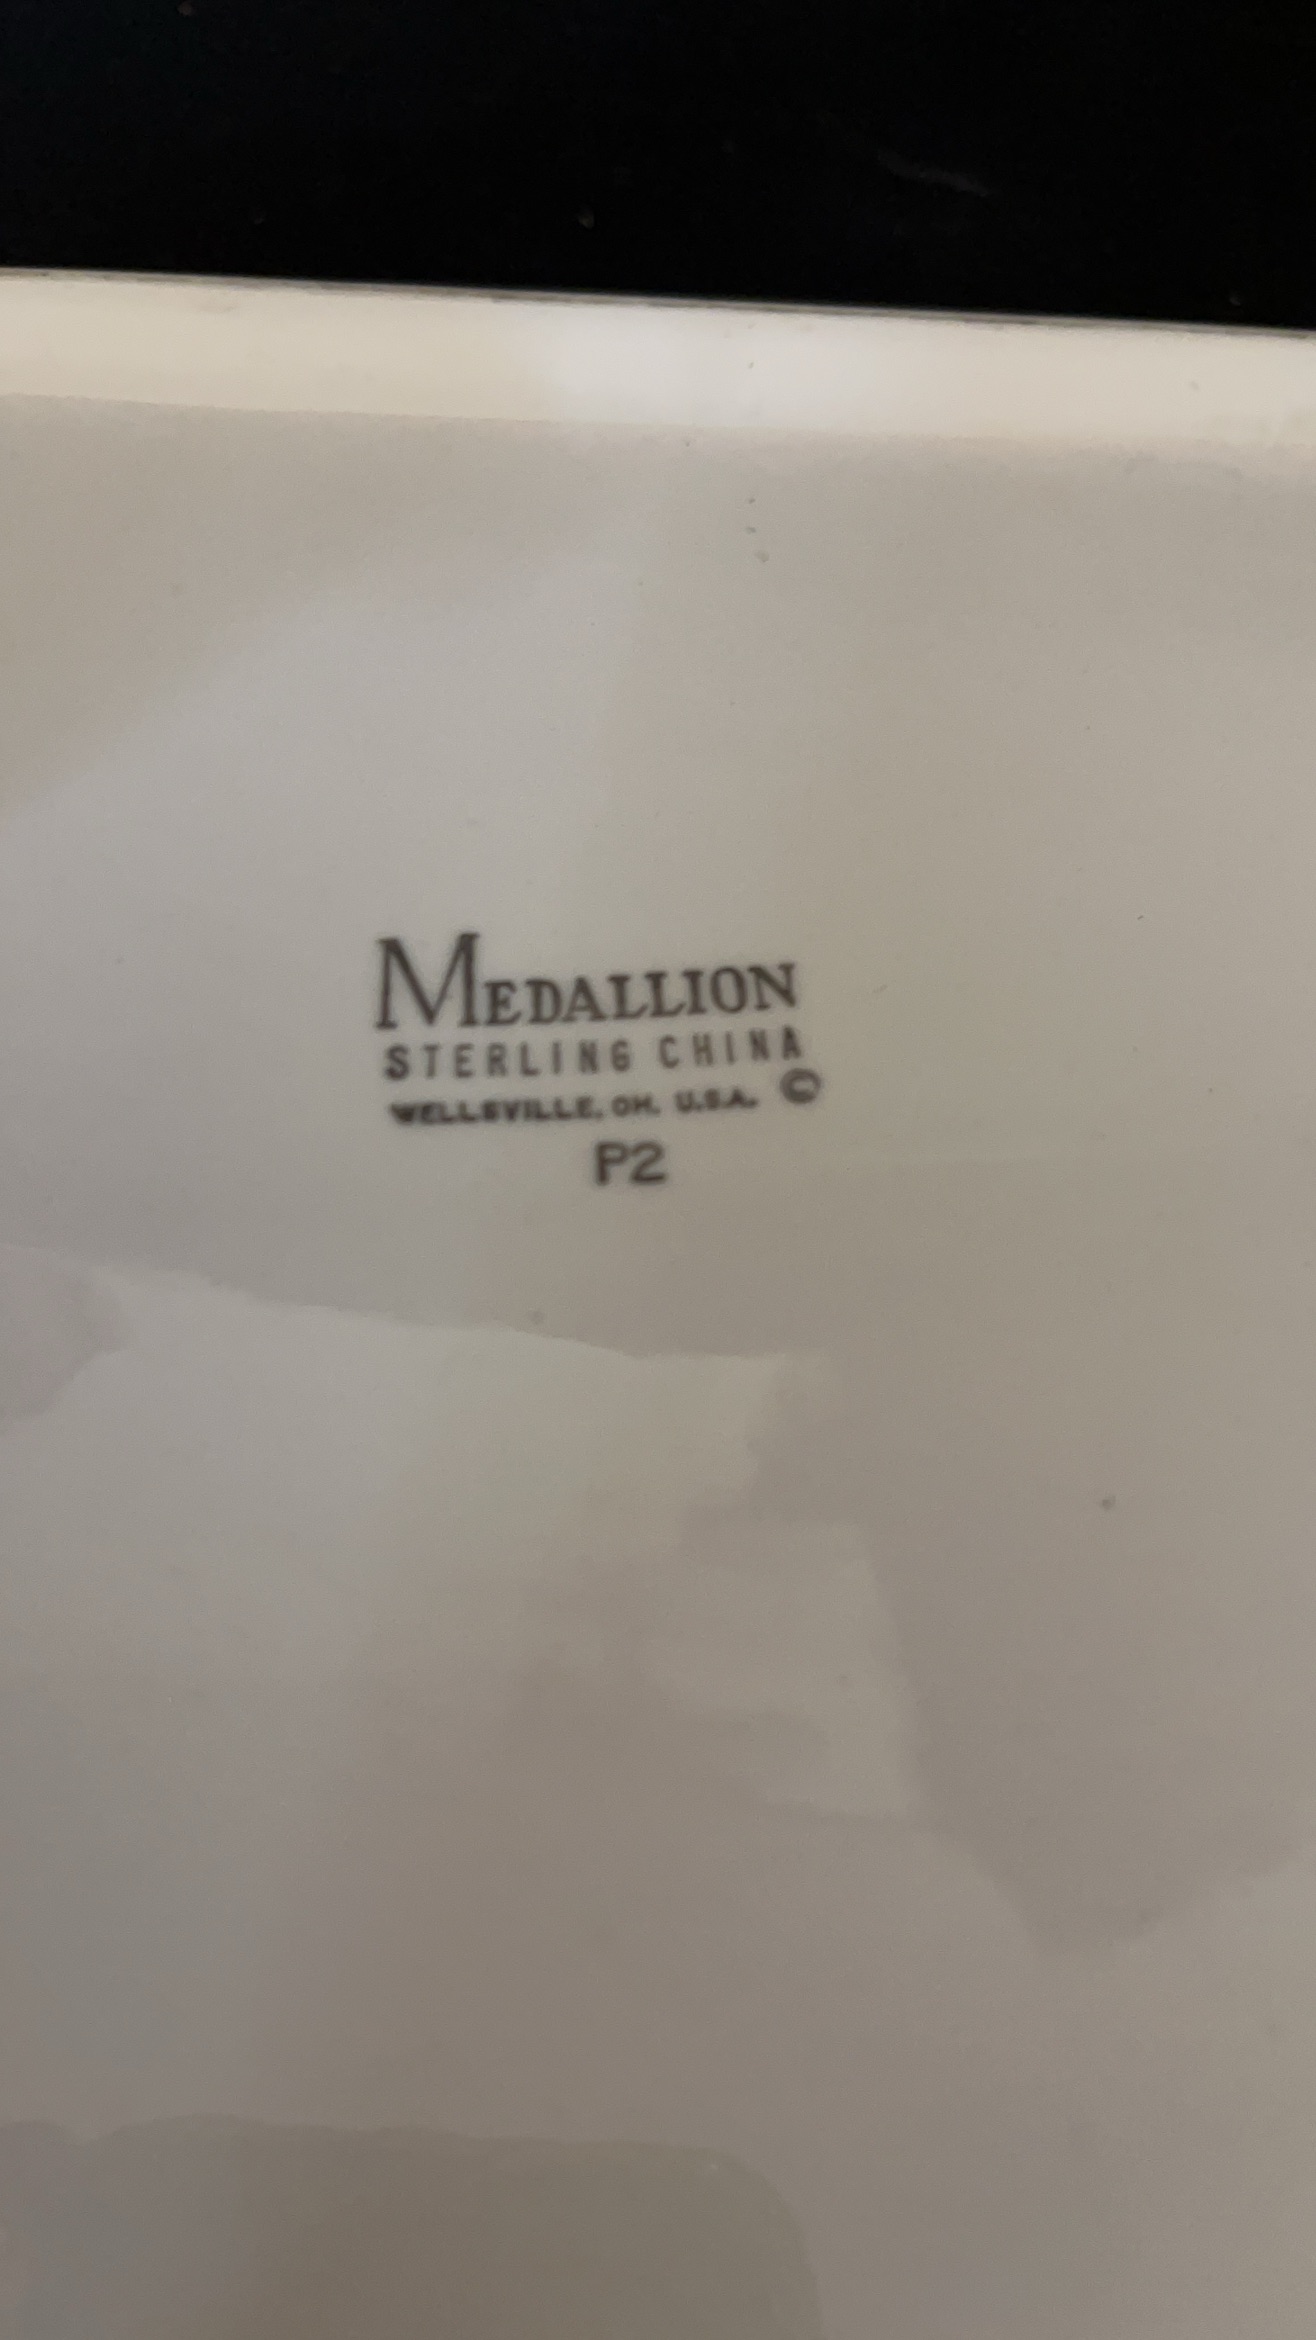 MEDALLION
STERLING CHINA
WELLSVILLE, OH. U.S.A. ©
P2